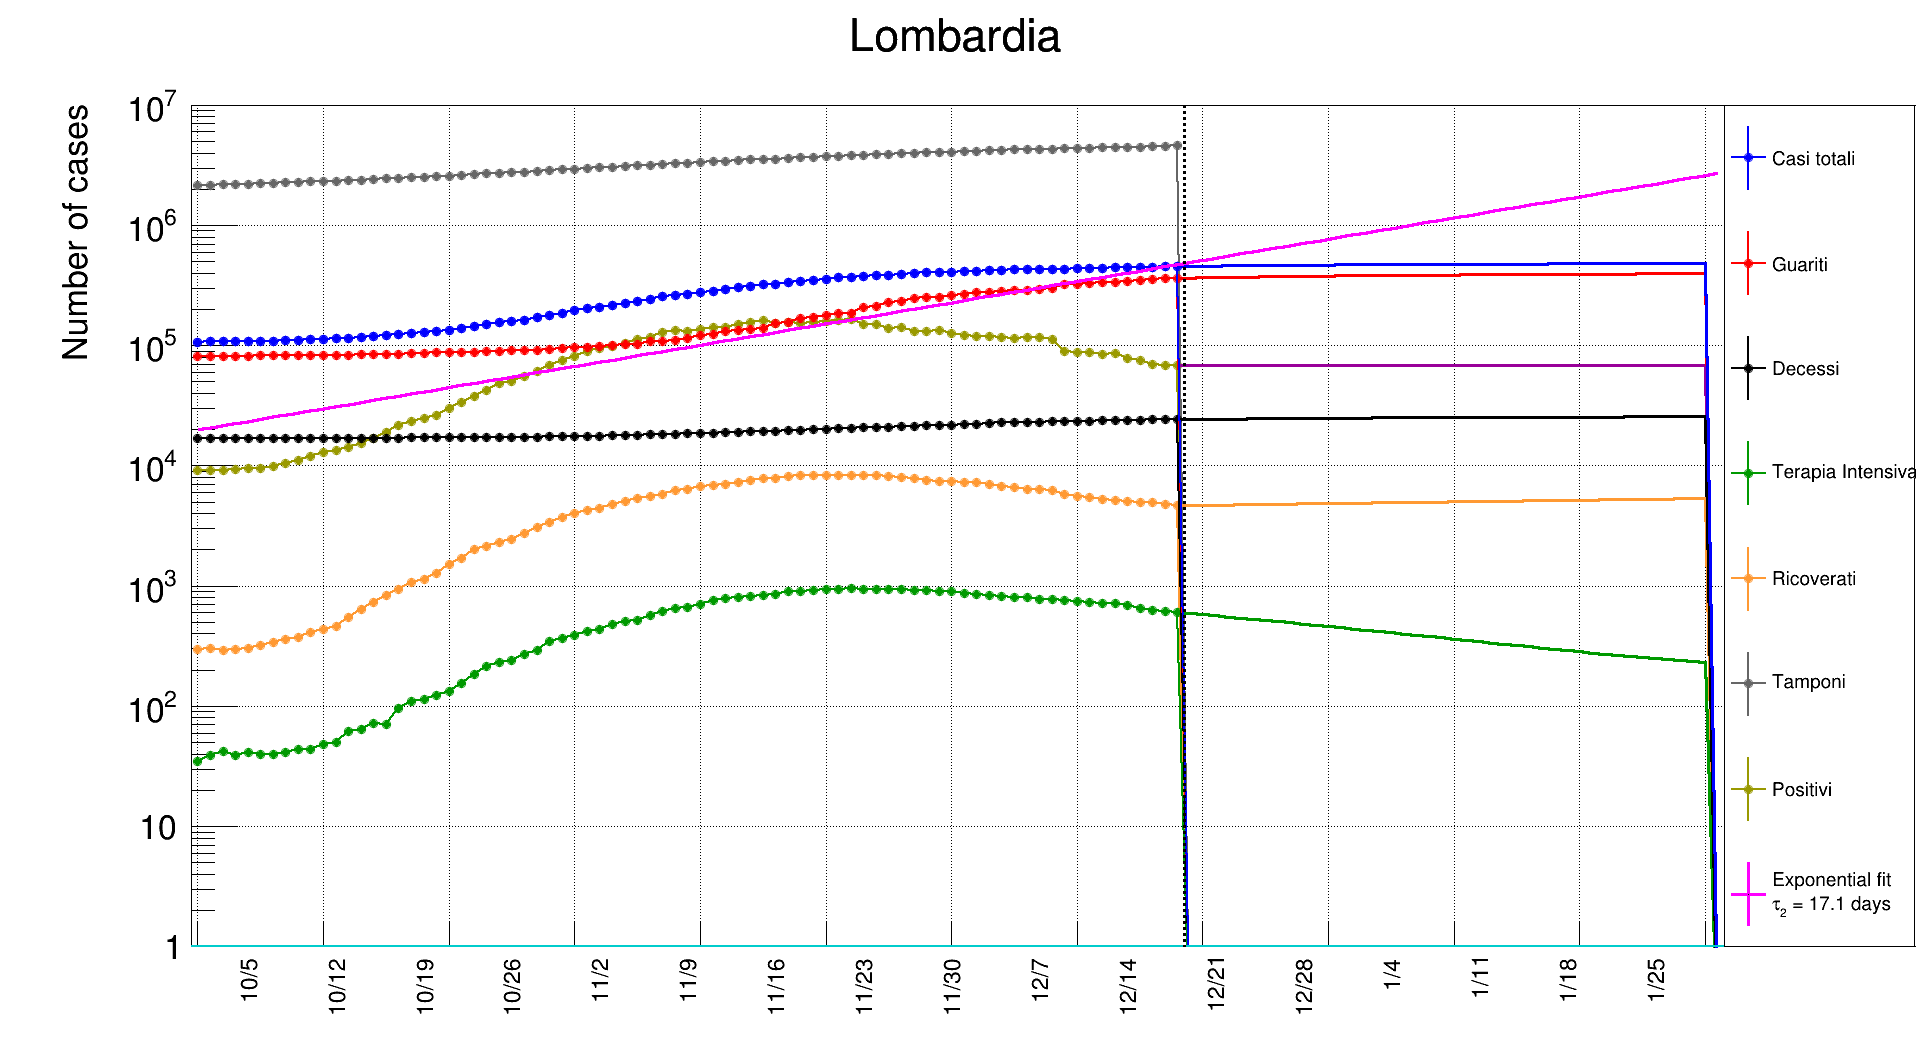 Lombardia
Number of cases
10^7
10^6
10^5
10^4
10^3
10^2
10
1
10/5
10/12
10/19
10/26
11/2
11/9
11/16
11/23
11/30
12/7
12/14
12/21
12/28
1/4
1/11
1/18
1/25
Casi totali
Guariti
Decessi
Terapia Intensiva
Ricoverati
Tamponi
Positivi
Exponential fit
τ₂ = 17.1 days